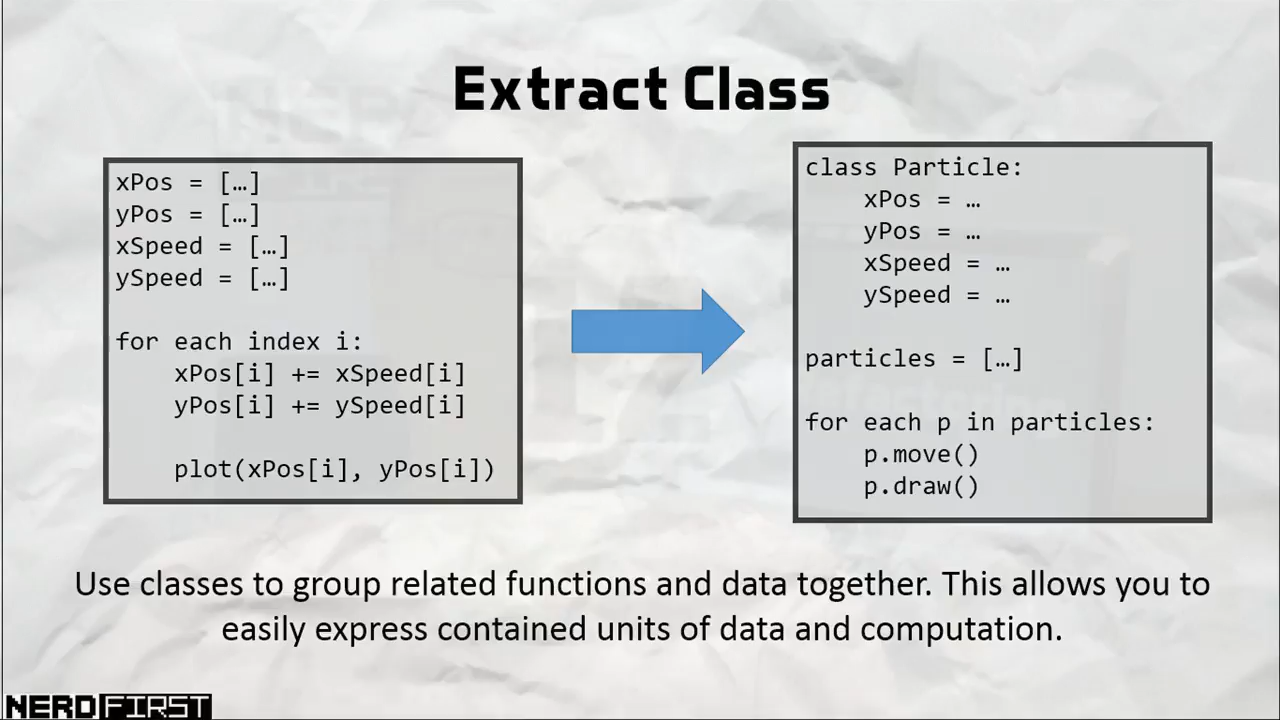 Extract Class
xPos = […]
yPos = […]
xSpeed = […]
ySpeed = […]
for each index i:
xPos[i] += xSpeed[i]
yPos[i] += ySpeed[i]
plot(xPos[i], yPos[i])
class Particle:
xPos = …
yPos = …
xSpeed = …
ySpeed = …
particles = […]
for each p in particles:
p.move()
p.draw()
Use classes to group related functions and data together. This allows you to
easily express contained units of data and computation.
NERDFIRST